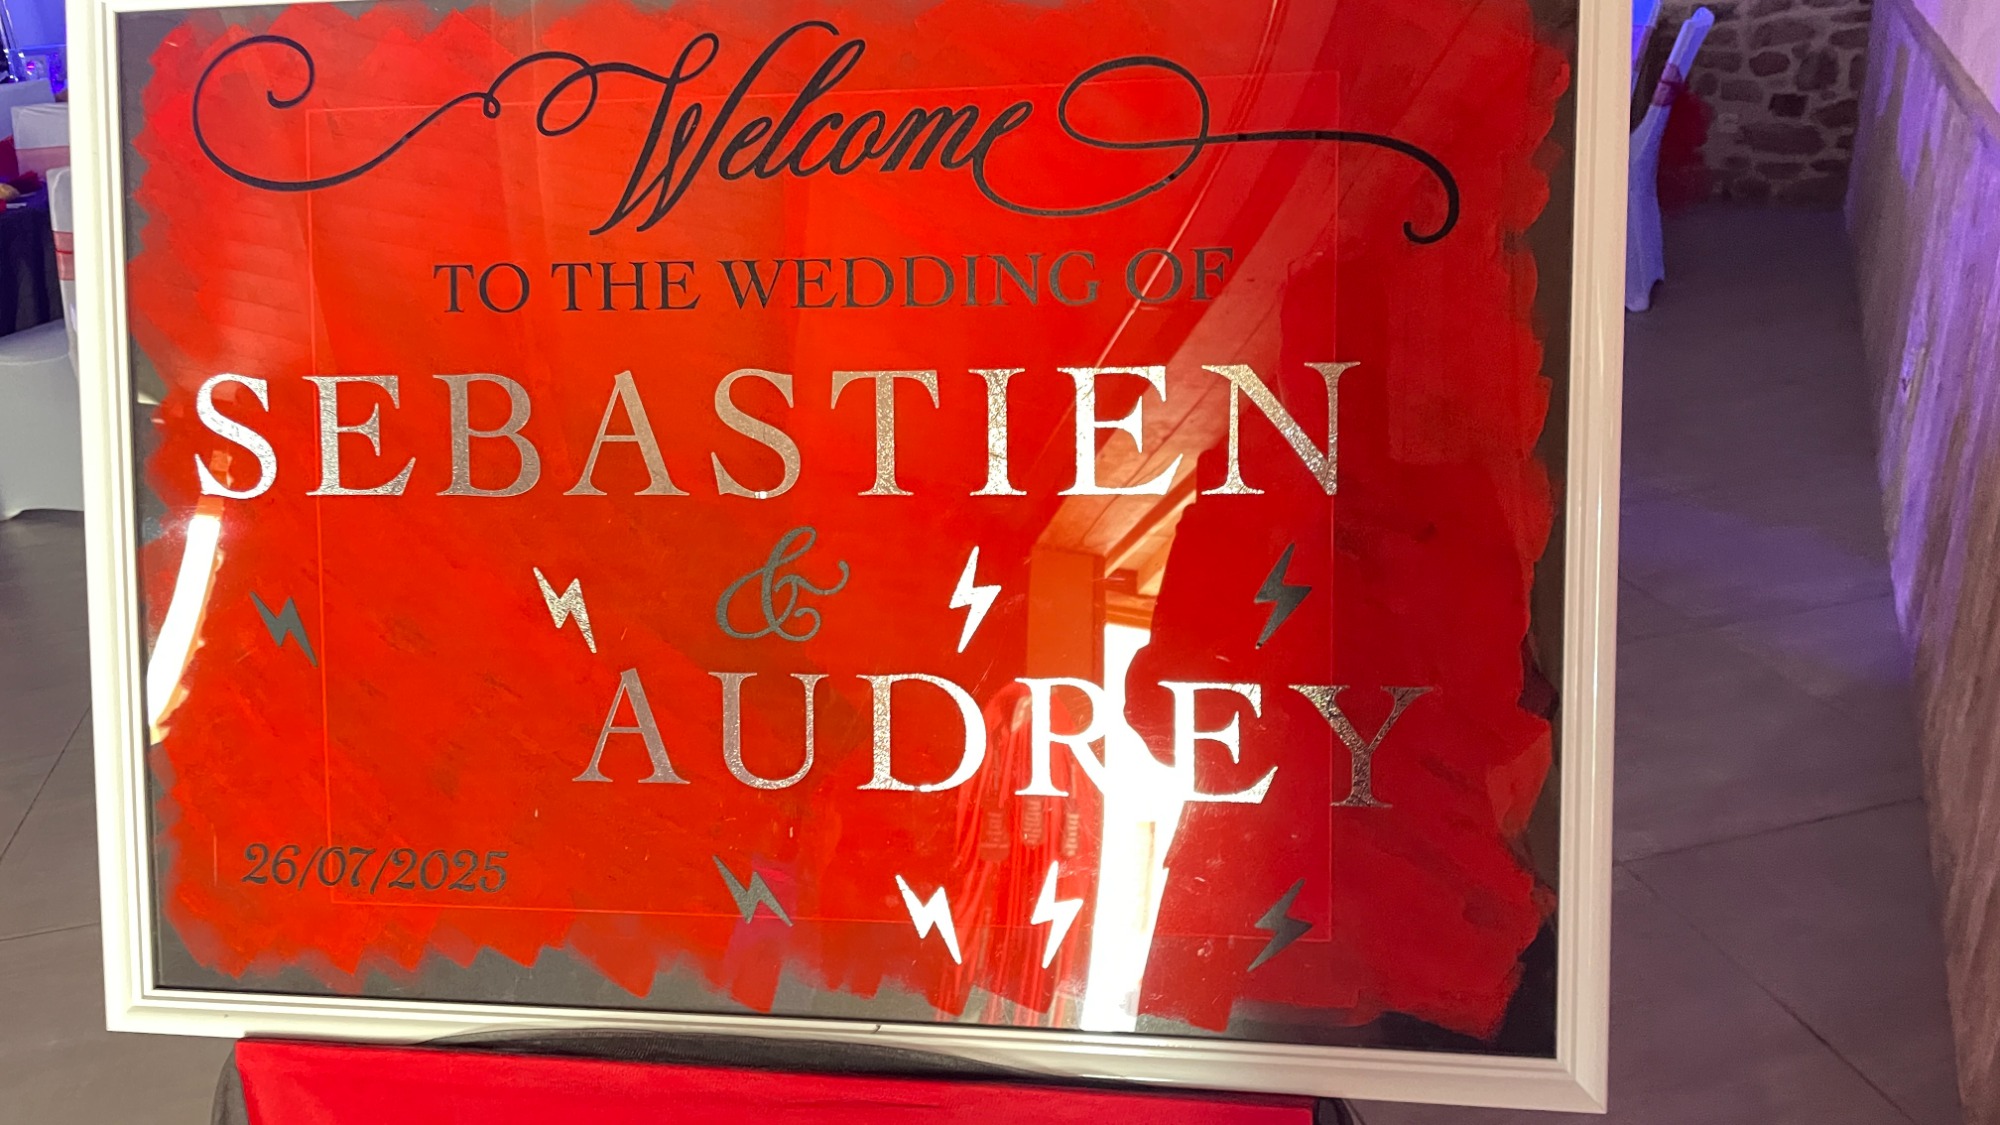 Welcome
TO THE WEDDING OF
SEBASTIEN
&
AUDREY
26/07/2025